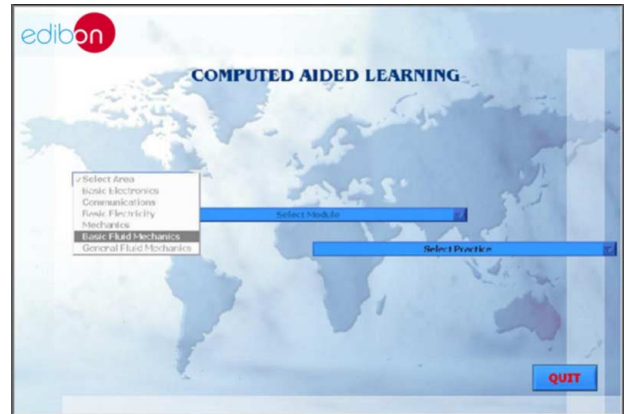 edibon
COMPUTED AIDED LEARNING
✓Select Area
Basic Electronics
Communications
Basic Electricity
Mechanics
Basic Fluid Mechanics
General Fluid Mechanics
Select Module
Select Practice
QUIT